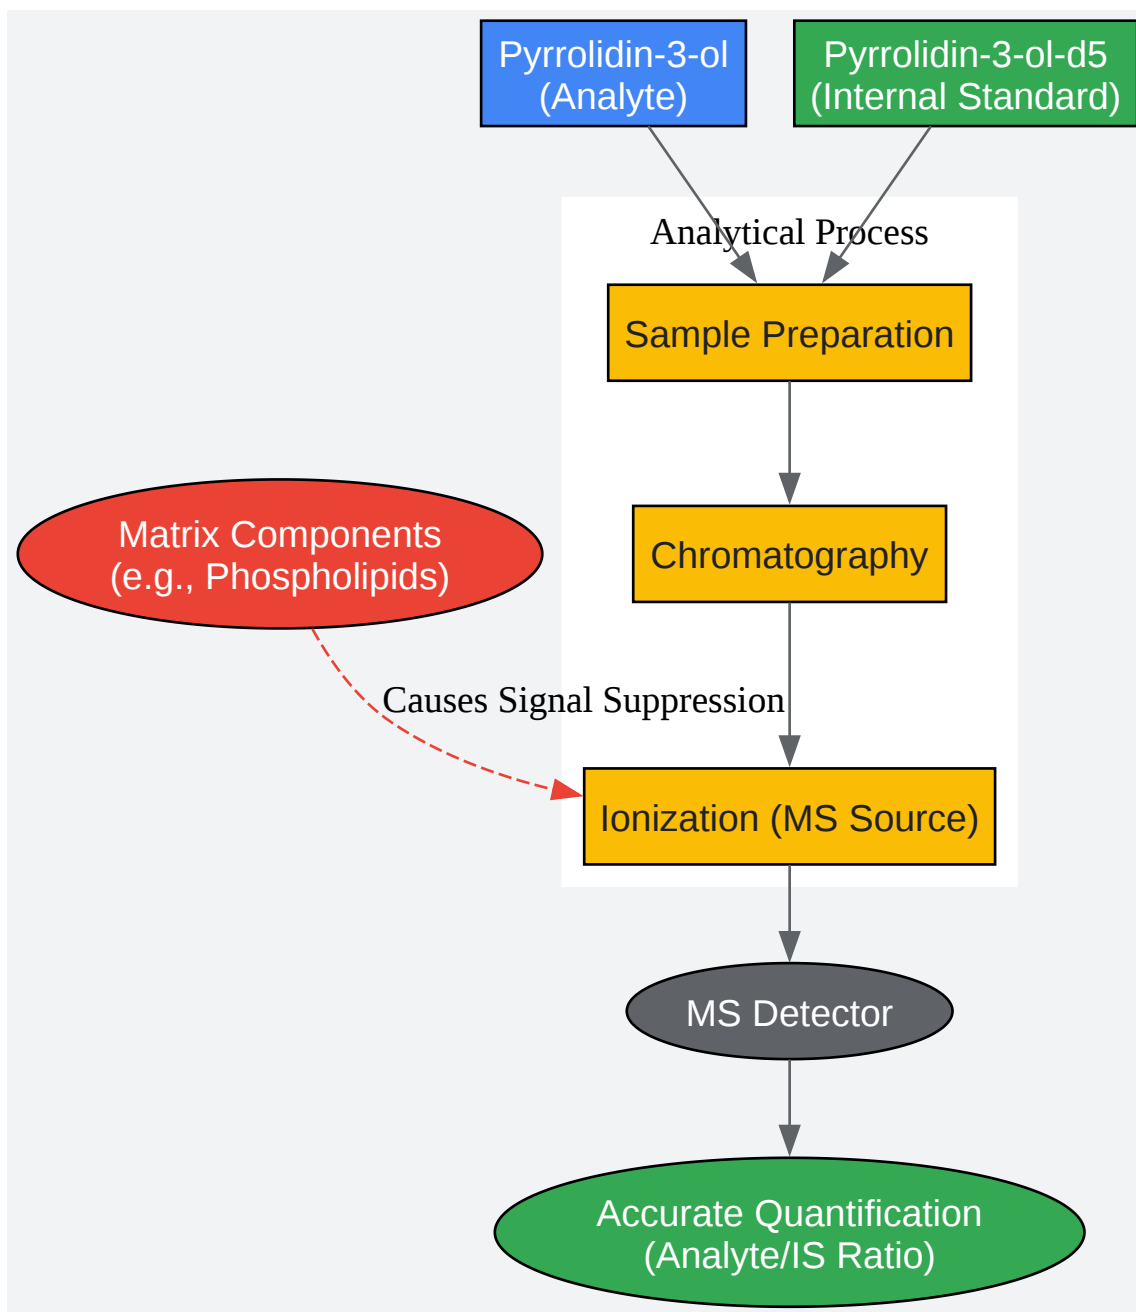 Pyrrolidin-3-ol
(Analyte)
Pyrrolidin-3-ol-d5
(Internal Standard)
Analytical Process
Sample Preparation
Matrix Components
(e.g., Phospholipids)
Chromatography
Causes Signal Suppression
Ionization (MS Source)
MS Detector
Accurate Quantification
(Analyte/IS Ratio)